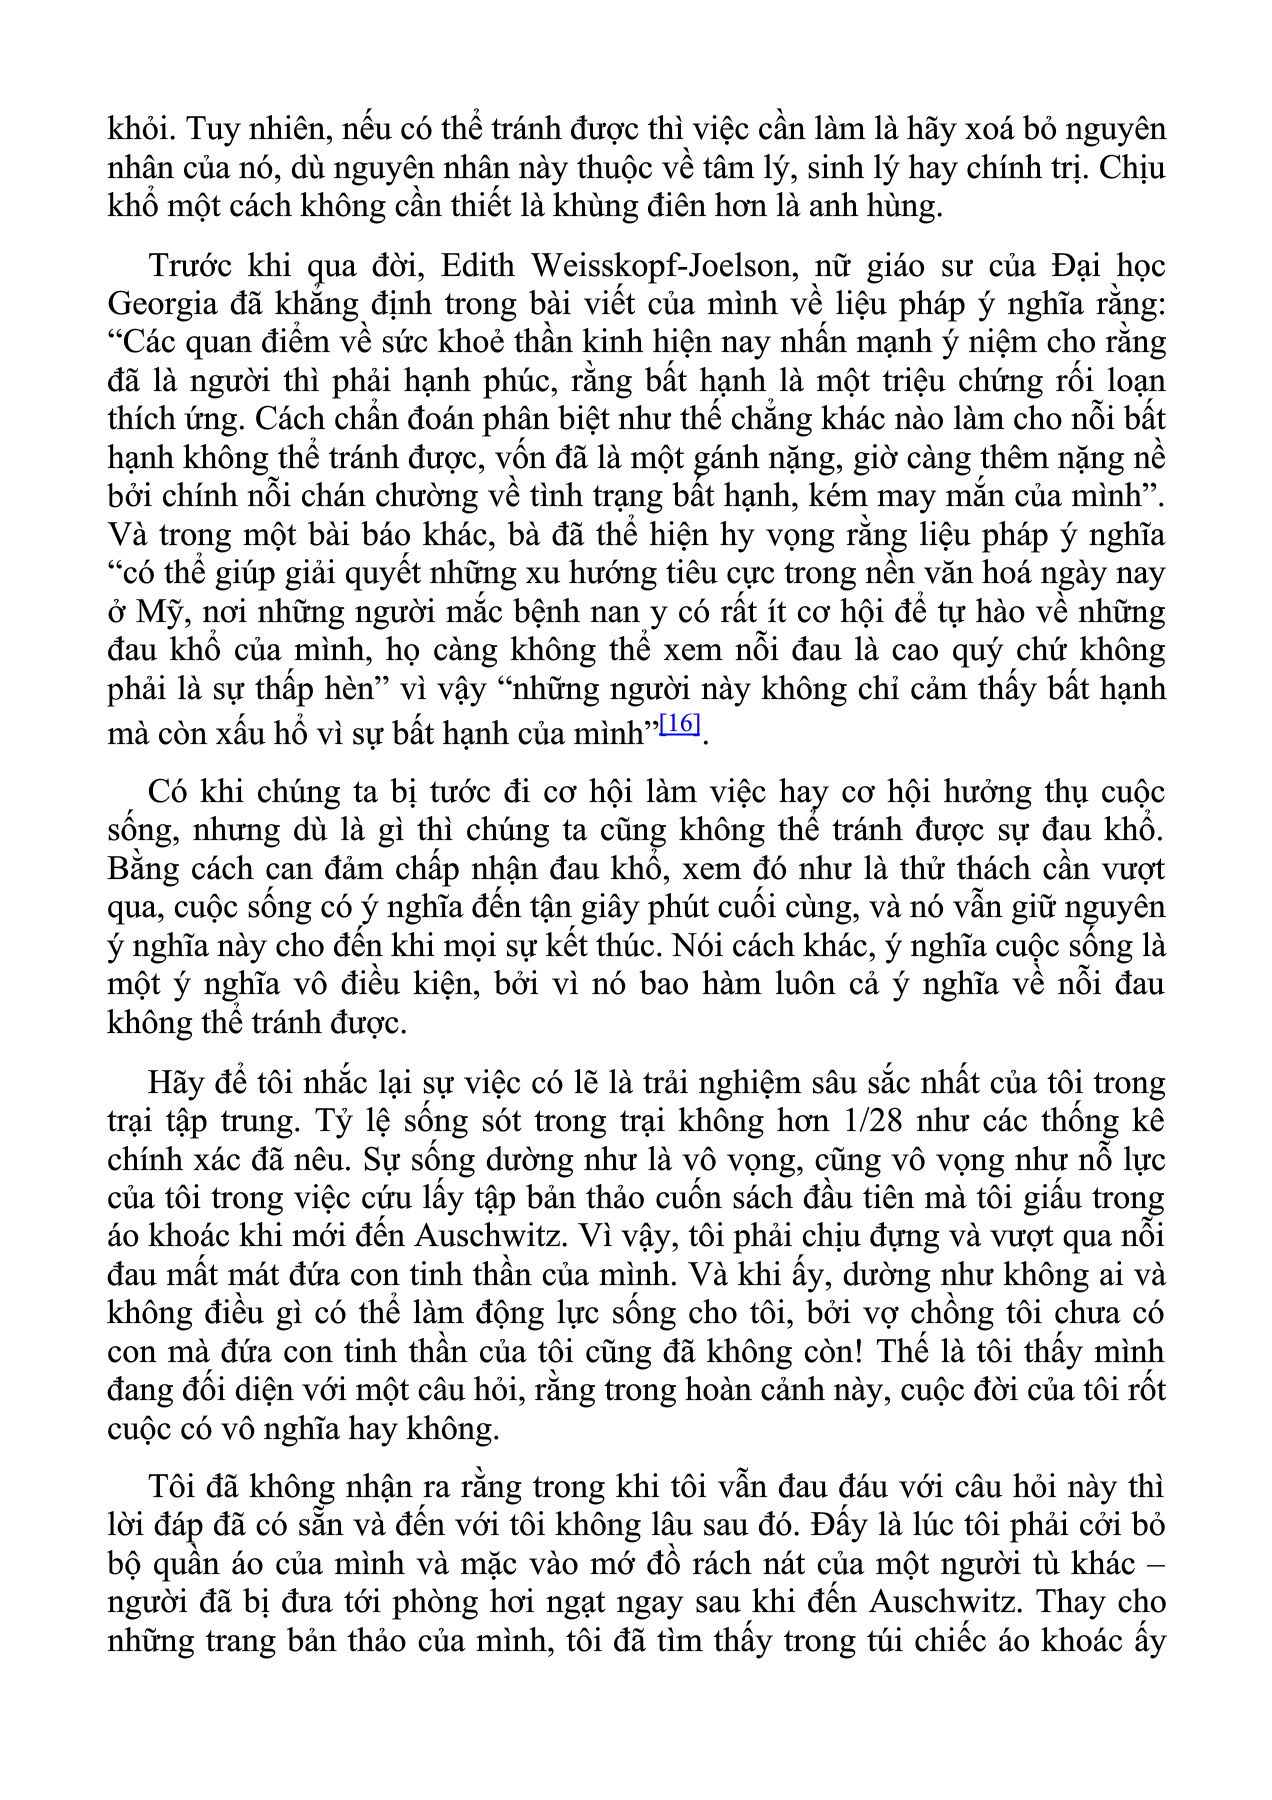 khỏi. Tuy nhiên, nếu có thể tránh được thì việc cần làm là hãy xoá bỏ nguyên
nhân của nó, dù nguyên nhân này thuộc về tâm lý, sinh lý hay chính trị. Chịu
khổ một cách không cần thiết là khùng điên hơn là anh hùng.
Trước khi qua đời, Edith Weisskopf-Joelson, nữ giáo sư của Đại học
Georgia đã khẳng định trong bài viết của mình về liệu pháp ý nghĩa rằng:
“Các quan điểm về sức khoẻ thần kinh hiện nay nhấn mạnh ý niệm cho rằng
đã là người thì phải hạnh phúc, rằng bất hạnh là một triệu chứng rối loạn
thích ứng. Cách chẩn đoán phân biệt như thế chẳng khác nào làm cho nỗi bất
hạnh không thể tránh được, vốn đã là một gánh nặng, giờ càng thêm nặng nề
bởi chính nỗi chán chường về tình trạng bất hạnh, kém may mắn của mình”.
Và trong một bài báo khác, bà đã thể hiện hy vọng rằng liệu pháp ý nghĩa
“có thể giúp giải quyết những xu hướng tiêu cực trong nền văn hoá ngày nay
ở Mỹ, nơi những người mắc bệnh nan y có rất ít cơ hội để tự hào về những
đau khổ của mình, họ càng không thể xem nỗi đau là cao quý chứ không
phải là sự thấp hèn” vì vậy “những người này không chỉ cảm thấy bất hạnh
mà còn xấu hổ vì sự bất hạnh của mình”[16].
Có khi chúng ta bị tước đi cơ hội làm việc hay cơ hội hưởng thụ cuộc
sống, nhưng dù là gì thì chúng ta cũng không thể tránh được sự đau khổ.
Bằng cách can đảm chấp nhận đau khổ, xem đó như là thử thách cần vượt
qua, cuộc sống có ý nghĩa đến tận giây phút cuối cùng, và nó vẫn giữ nguyên
ý nghĩa này cho đến khi mọi sự kết thúc. Nói cách khác, ý nghĩa cuộc sống là
một ý nghĩa vô điều kiện, bởi vì nó bao hàm luôn cả ý nghĩa về nỗi đau
không thể tránh được.
Hãy để tôi nhắc lại sự việc có lẽ là trải nghiệm sâu sắc nhất của tôi trong
trại tập trung. Tỷ lệ sống sót trong trại không hơn 1/28 như các thống kê
chính xác đã nêu. Sự sống dường như là vô vọng, cũng vô vọng như nỗ lực
của tôi trong việc cứu lấy tập bản thảo cuốn sách đầu tiên mà tôi giấu trong
áo khoác khi mới đến Auschwitz. Vì vậy, tôi phải chịu đựng và vượt qua nỗi
đau mất mát đứa con tinh thần của mình. Và khi ấy, dường như không ai và
không điều gì có thể làm động lực sống cho tôi, bởi vợ chồng tôi chưa có
con mà đứa con tinh thần của tôi cũng đã không còn! Thế là tôi thấy mình
đang đối diện với một câu hỏi, rằng trong hoàn cảnh này, cuộc đời của tôi rốt
cuộc có vô nghĩa hay không.
Tôi đã không nhận ra rằng trong khi tôi vẫn đau đáu với câu hỏi này thì
lời đáp đã có sẵn và đến với tôi không lâu sau đó. Đấy là lúc tôi phải cởi bỏ
bộ quần áo của mình và mặc vào mớ đồ rách nát của một người tù khác –
người đã bị đưa tới phòng hơi ngạt ngay sau khi đến Auschwitz. Thay cho
những trang bản thảo của mình, tôi đã tìm thấy trong túi chiếc áo khoác ấy